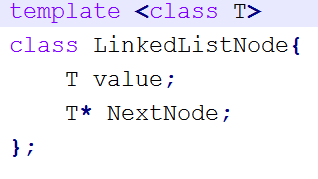 template <class T>
class LinkedListNode{
    T value;
    T* NextNode;
};